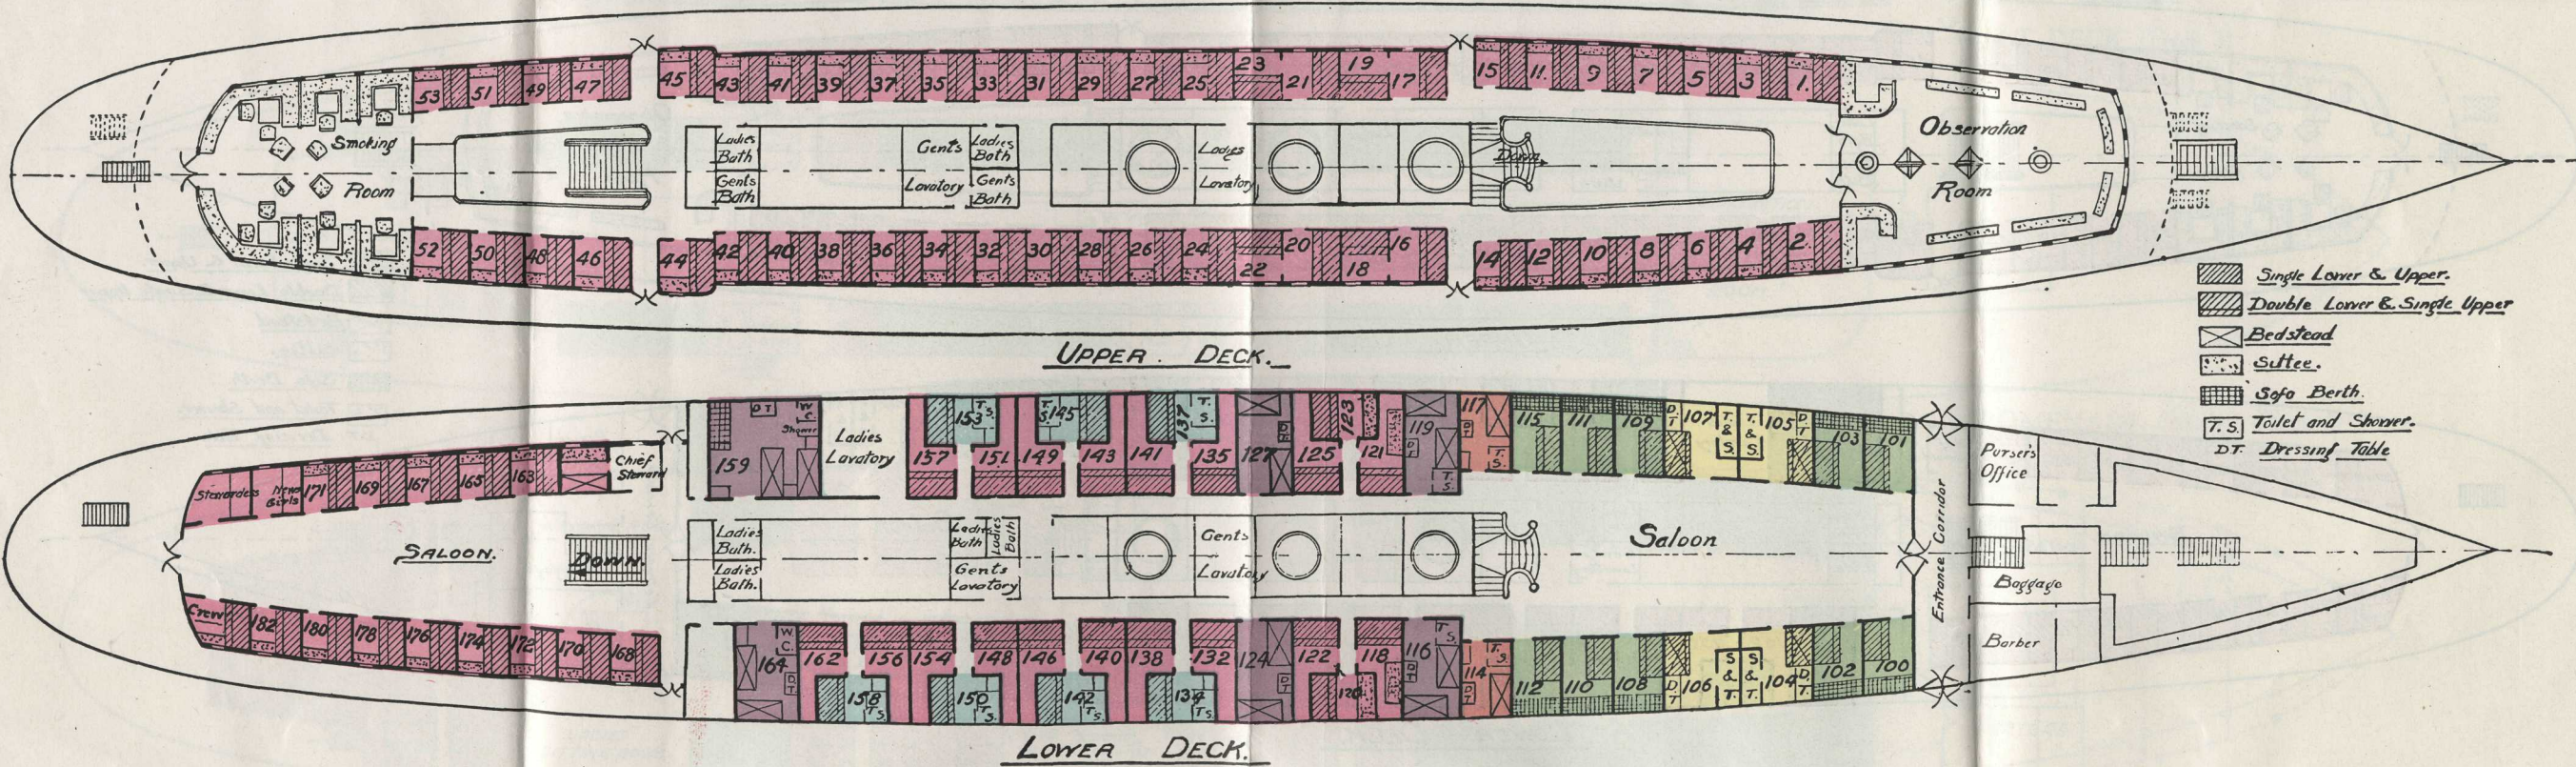 53 51 49 47 45 43 41 39 37 35 33 31 29 27 25 23 21 19 17 15 11. 9 7 5 3 1.
Smoking
Room
Ladies
Bath
Gents
Bath
Gents
Lavatory
Ladies
Bath
Gents
Bath
Ladies
Lavatory
Down
Observation
Room
52 50 48 46 44 42 40 38 36 34 32 30 28 26 24 22 20 18 16 14 12 10 8 6 4 2.
UPPER. DECK.
Single Lower & Upper.
Double Lower & Single Upper
Bedstead
Settee.
Sofa Berth.
T.S. Toilet and Shower.
D.T. Dressing Table
Stewardess
News
Girls
171 169 167 165 163
Chief
Steward
159
D T
W
C
Shower
Ladies
Lavatory
157
153
T.S.
151
149
145
T.
S.
143
141
137
T.
S.
135
127
125
123
121
119
D
T
T.
S.
117
D
T
T.
S.
115 111 109
D
T
107
T.
&
S.
T.
&
S.
105
D
T
103 101
SALOON.
DOWN.
Ladies
Bath.
Ladies
Bath.
Ladies
Bath
Ladies
Bath
Gents
Lavatory
Gents
Lavatory
Saloon
Entrance Corridor
Purser's
Office
Baggage
Barber
Crew
182 180 178 176 174 172 170 168
164
W
C.
D
T
162
158
T.S.
156 154
150
T.S.
148 146
142
T.S.
140 138
134
T.S.
132
124
D
T
122
120
118
116
T.
S.
D
T
114
T.
S.
D
T
112 110 108
D
T
106
S
&
T.
S
&
T.
104
D.
T.
102 100
LOWER DECK.